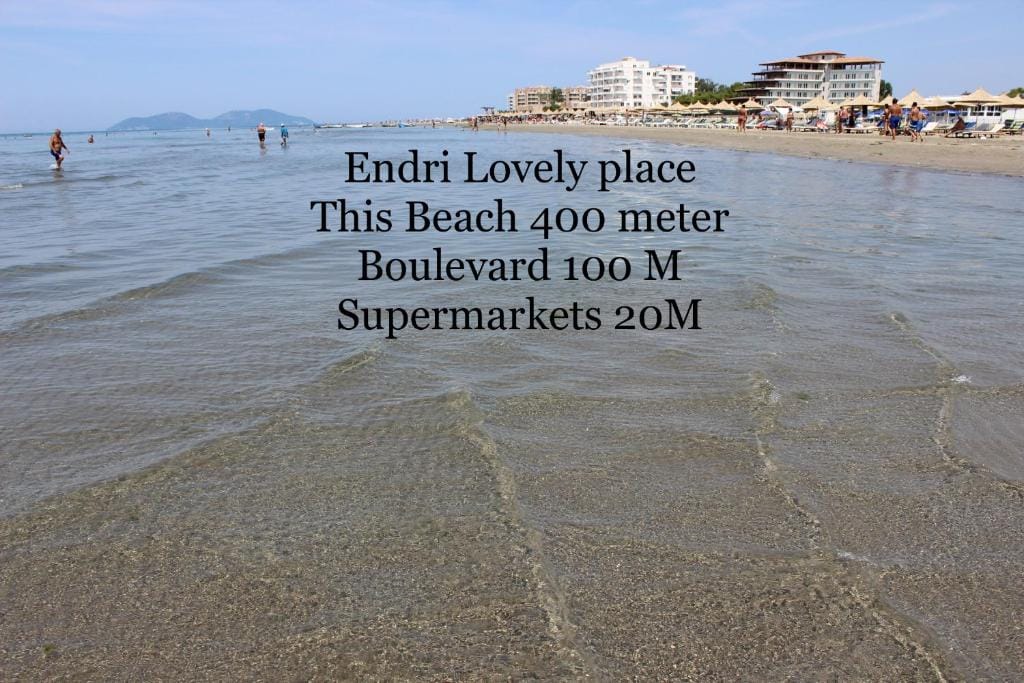 Endri Lovely place
This Beach 400 meter
Boulevard 100 M
Supermarkets 20M